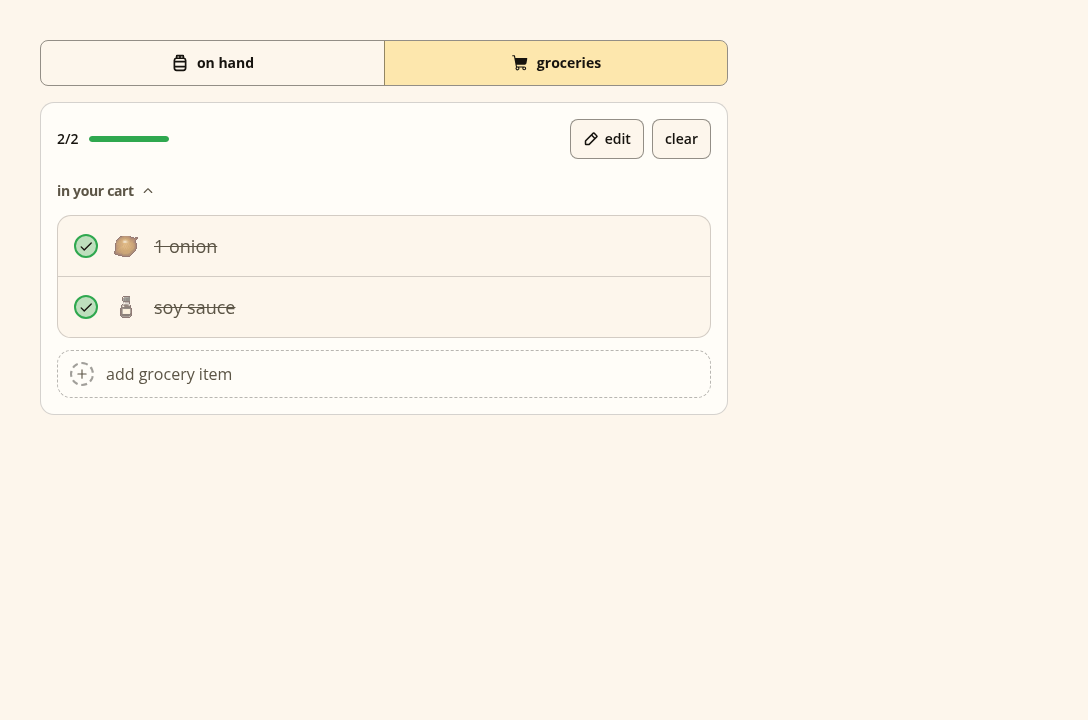 on hand
groceries
2/2
edit
clear
in your cart
1 onion
soy sauce
add grocery item